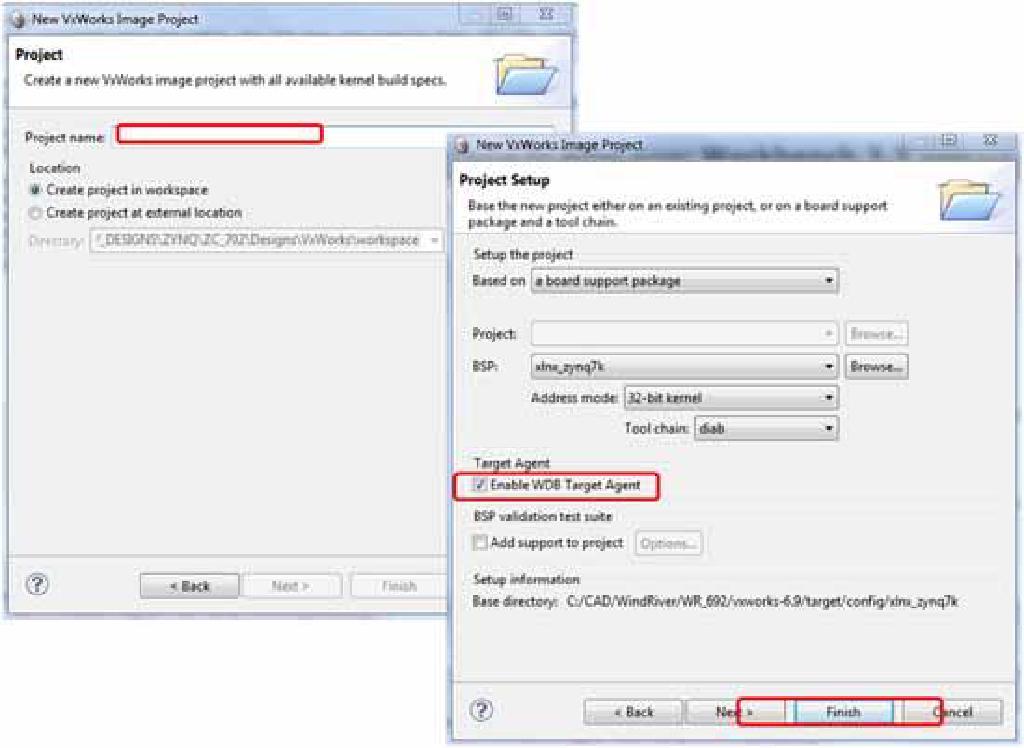 New VxWorks Image Project
Project
Create a new VxWorks image project with all available kernel build specs.
Project name:
Location
Create project in workspace
Create project at external location
Directory: \_DESIGNS\ZYNQ\ZC_702\Designs\VxWorks\workspace
< Back Next > Finish
New VxWorks Image Project
Project Setup
Base the new project either on an existing project, or on a board support
package and a tool chain.
Setup the project
Based on a board support package
Project: Browse...
BSP: xlnx_zynq7k Browse...
Address mode: 32-bit kernel
Tool chain: diab
Target Agent
Enable WDB Target Agent
BSP validation test suite
Add support to project Options...
Setup information
Base directory: C:/CAD/WindRiver/WR_692/vxworks-6.9/target/config/xlnx_zynq7k
< Back Next > Finish Cancel